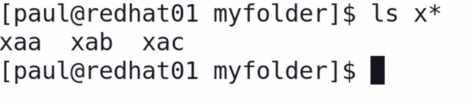 [paul@redhat01 myfolder]$ ls x*
xaa  xab  xac
[paul@redhat01 myfolder]$